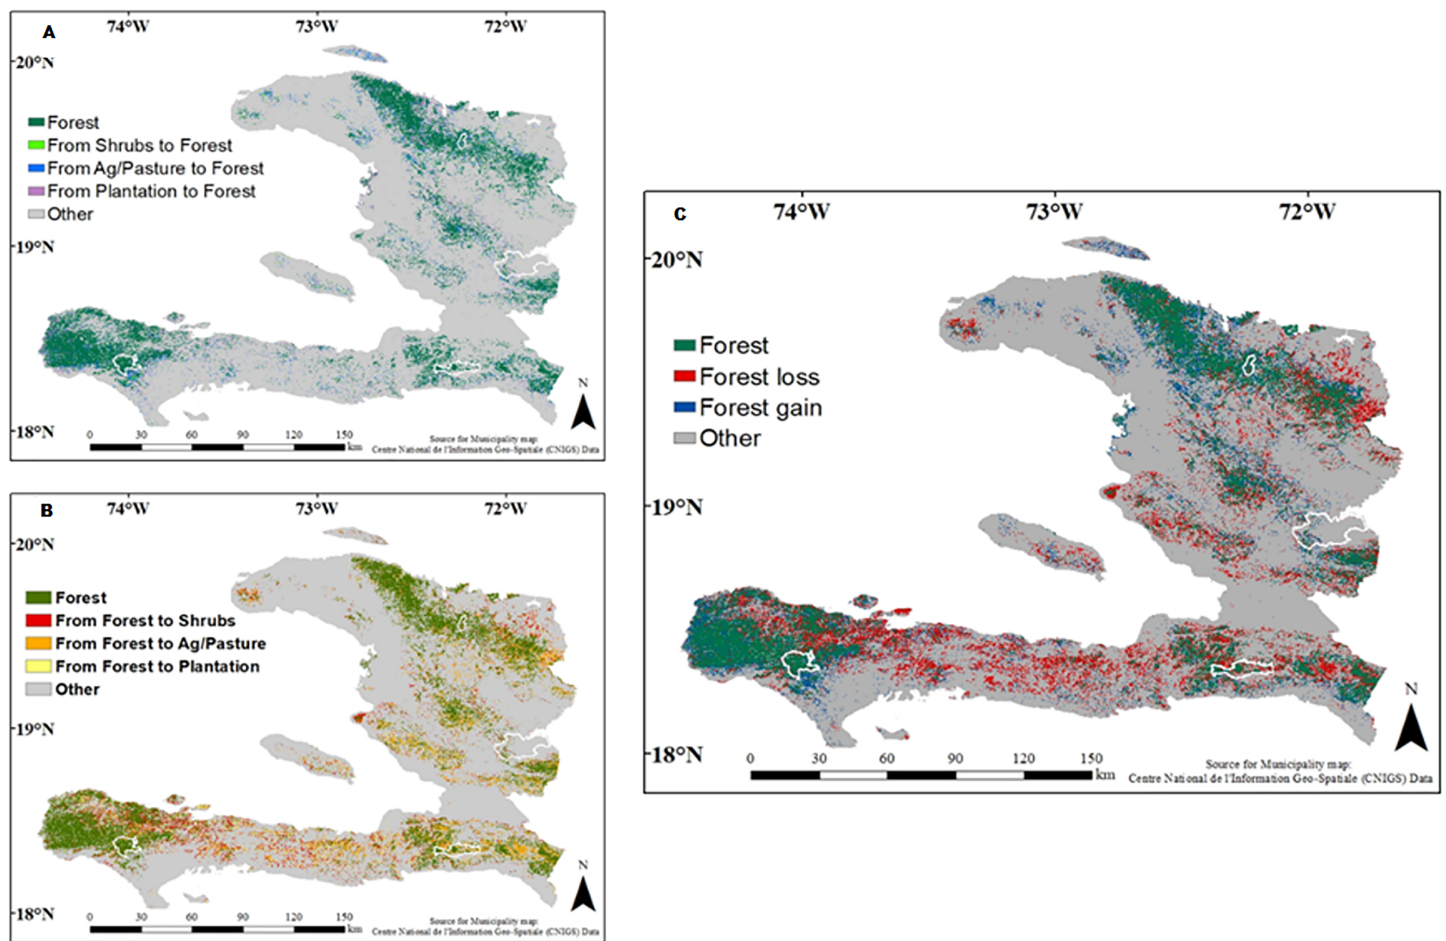 A
74°W 73°W 72°W
20°N
Forest
From Shrubs to Forest
From Ag/Pasture to Forest
From Plantation to Forest
Other
19°N
18°N
N
0 30 60 90 120 150
km
Source for Municipality map:
Centre National de l'Information Geo-Spatiale (CNIGS) Data
B
74°W 73°W 72°W
20°N
Forest
From Forest to Shrubs
From Forest to Ag/Pasture
From Forest to Plantation
Other
19°N
18°N
N
0 30 60 90 120 150
km
Source for Municipality map:
Centre National de l'Information Geo-Spatiale (CNIGS) Data
C
74°W 73°W 72°W
20°N
Forest
Forest loss
Forest gain
Other
19°N
18°N
N
0 30 60 90 120 150
km
Source for Municipality map:
Centre National de l'Information Geo-Spatiale (CNIGS) Data